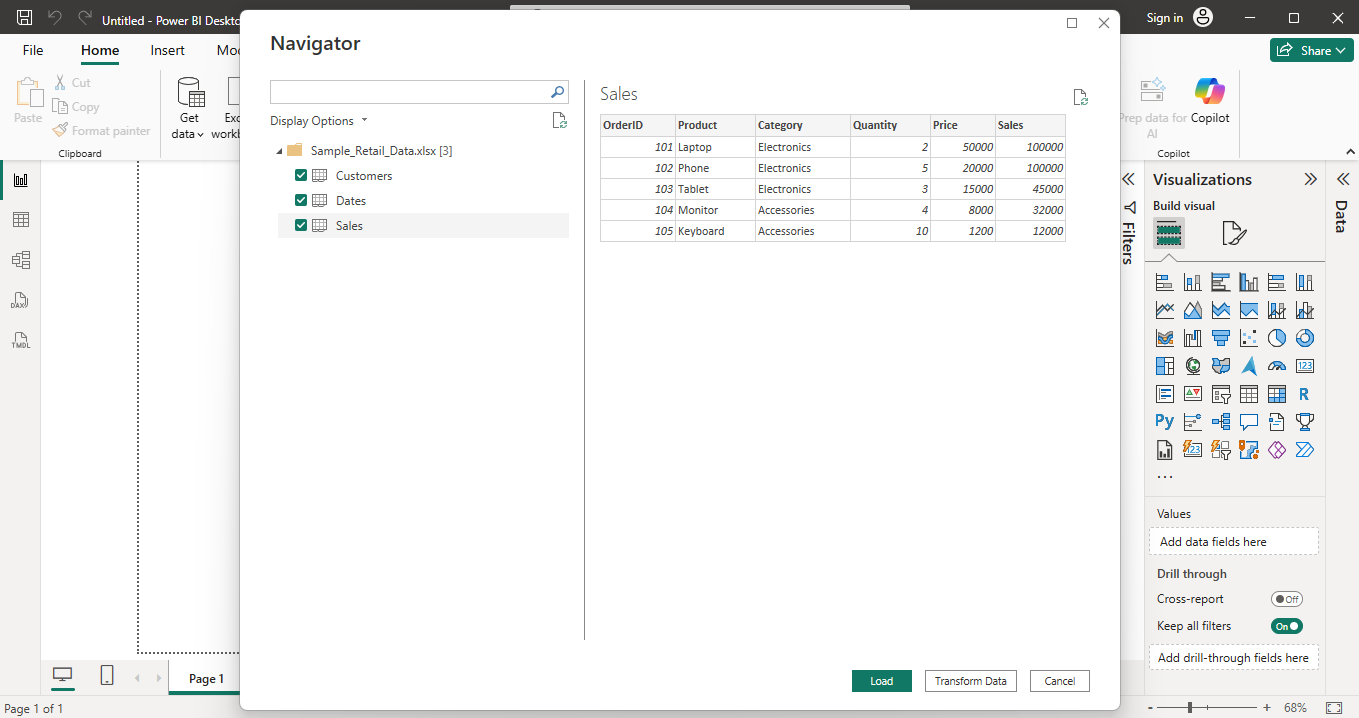 Untitled - Power BI Deskto
Sign in
File
Home
Insert
Mo
Share
Paste
Cut
Copy
Format painter
Clipboard
Get
data
Exc
workb
Prep data for
AI
Copilot
Copilot
Navigator
Display Options
Sample_Retail_Data.xlsx [3]
Customers
Dates
Sales
Sales
OrderID Product Category Quantity Price Sales
101 Laptop Electronics 2 50000 100000
102 Phone Electronics 5 20000 100000
103 Tablet Electronics 3 15000 45000
104 Monitor Accessories 4 8000 32000
105 Keyboard Accessories 10 1200 12000
Load
Transform Data
Cancel
Filters
Visualizations
Build visual
Data
DAX
TMDL
123
R
Py
123
...
Values
Add data fields here
Drill through
Cross-report
Off
Keep all filters
On
Add drill-through fields here
Page 1
Page 1 of 1
- + 68%